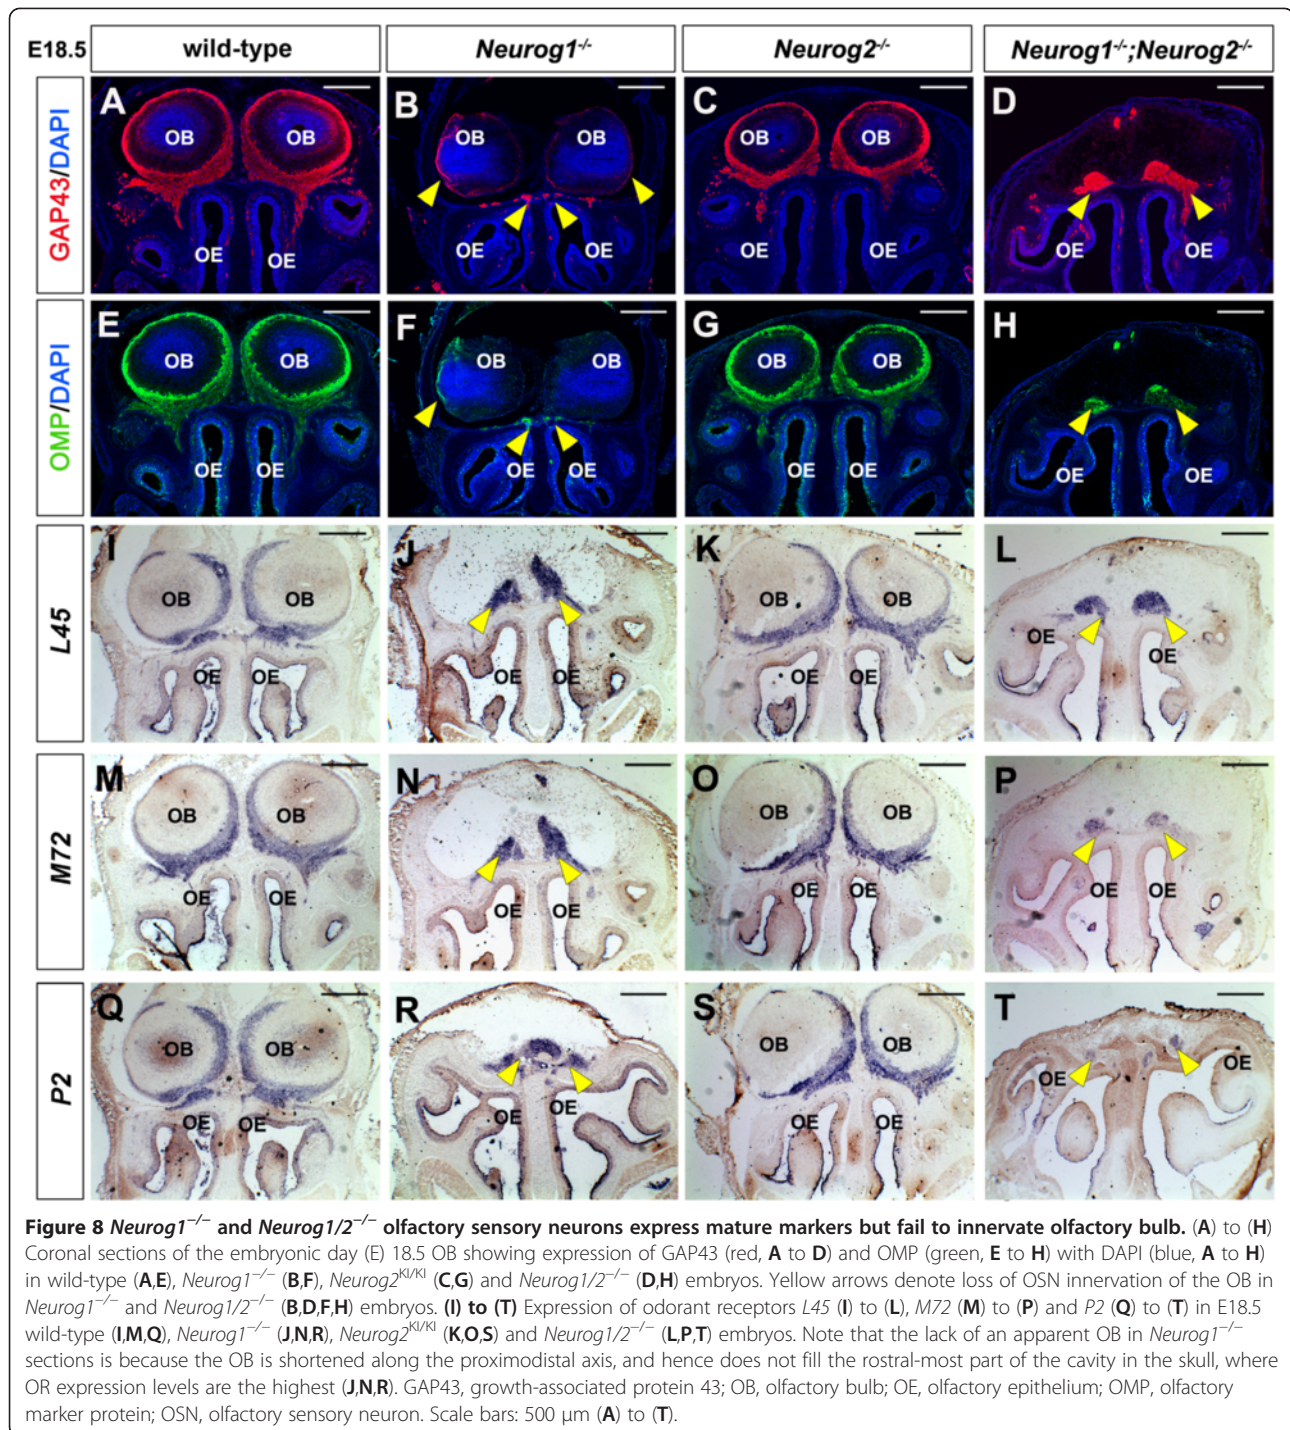 E18.5 wild-type Neurog1-/- Neurog2-/- Neurog1-/-;Neurog2-/-
GAP43/DAPI
A OB OB OE OE
B OB OB OE OE
C OB OB OE OE
D OE OE
OMP/DAPI
E OB OB OE OE
F OB OB OE OE
G OB OB OE OE
H OE OE
L45
I OB OB OE OE
J OE OE
K OB OB OE OE
L OE OE
M72
M OB OB OE OE
N OE OE
O OB OB OE OE
P OE OE
P2
Q OB OB OE OE
R OE OE
S OB OB OE OE
T OE OE
Figure 8 Neurog1−/− and Neurog1/2−/− olfactory sensory neurons express mature markers but fail to innervate olfactory bulb. (A) to (H)
Coronal sections of the embryonic day (E) 18.5 OB showing expression of GAP43 (red, A to D) and OMP (green, E to H) with DAPI (blue, A to H)
in wild-type (A,E), Neurog1−/− (B,F), Neurog2KI/KI (C,G) and Neurog1/2−/− (D,H) embryos. Yellow arrows denote loss of OSN innervation of the OB in
Neurog1−/− and Neurog1/2−/− (B,D,F,H) embryos. (I) to (T) Expression of odorant receptors L45 (I) to (L), M72 (M) to (P) and P2 (Q) to (T) in E18.5
wild-type (I,M,Q), Neurog1−/− (J,N,R), Neurog2KI/KI (K,O,S) and Neurog1/2−/− (L,P,T) embryos. Note that the lack of an apparent OB in Neurog1−/−
sections is because the OB is shortened along the proximodistal axis, and hence does not fill the rostral-most part of the cavity in the skull, where
OR expression levels are the highest (J,N,R). GAP43, growth-associated protein 43; OB, olfactory bulb; OE, olfactory epithelium; OMP, olfactory
marker protein; OSN, olfactory sensory neuron. Scale bars: 500 μm (A) to (T).